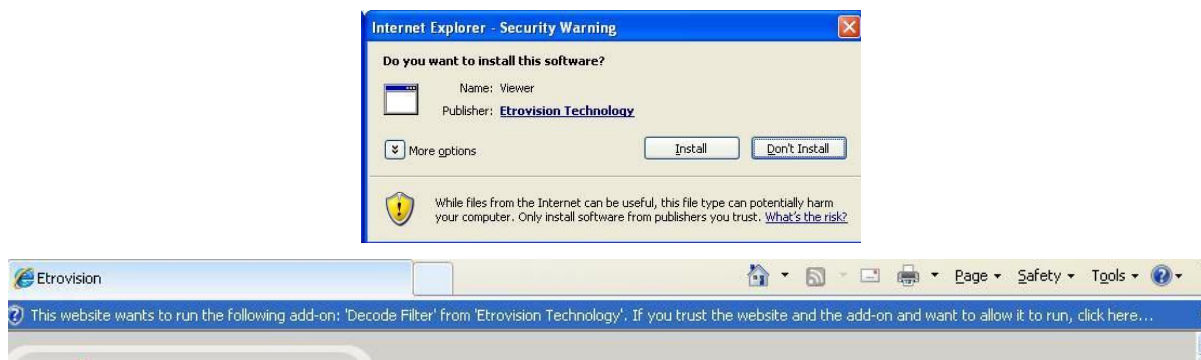 Internet Explorer - Security Warning
Do you want to install this software?
Name: Viewer
Publisher: Etrovision Technology
More options
Install
Don't Install
While files from the Internet can be useful, this file type can potentially harm
your computer. Only install software from publishers you trust. What's the risk?
Etrovision
Page
Safety
Tools
This website wants to run the following add-on: 'Decode Filter' from 'Etrovision Technology'. If you trust the website and the add-on and want to allow it to run, click here...